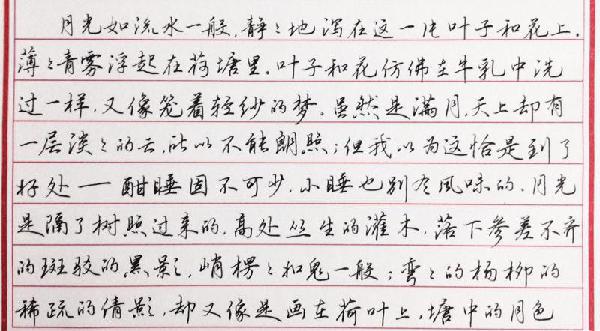 月光如流水一般,静々地泻在这一片叶子和花上.
薄々青雾浮起在荷塘里.叶子和花仿佛在牛乳中洗
过一样,又像笼着轻纱的梦。虽然是满月,天上却有
一层淡々的云,所以不能朗照;但我以为这恰是到了
好处——酣睡固不可少,小睡也别有风味的.月光
是隔了树照过来的,高处丛生的灌木,落下参差不齐
的斑驳的黑影,峭楞々和鬼一般;弯々的杨柳的
稀疏的倩影,却又像是画在荷叶上,塘中的月色